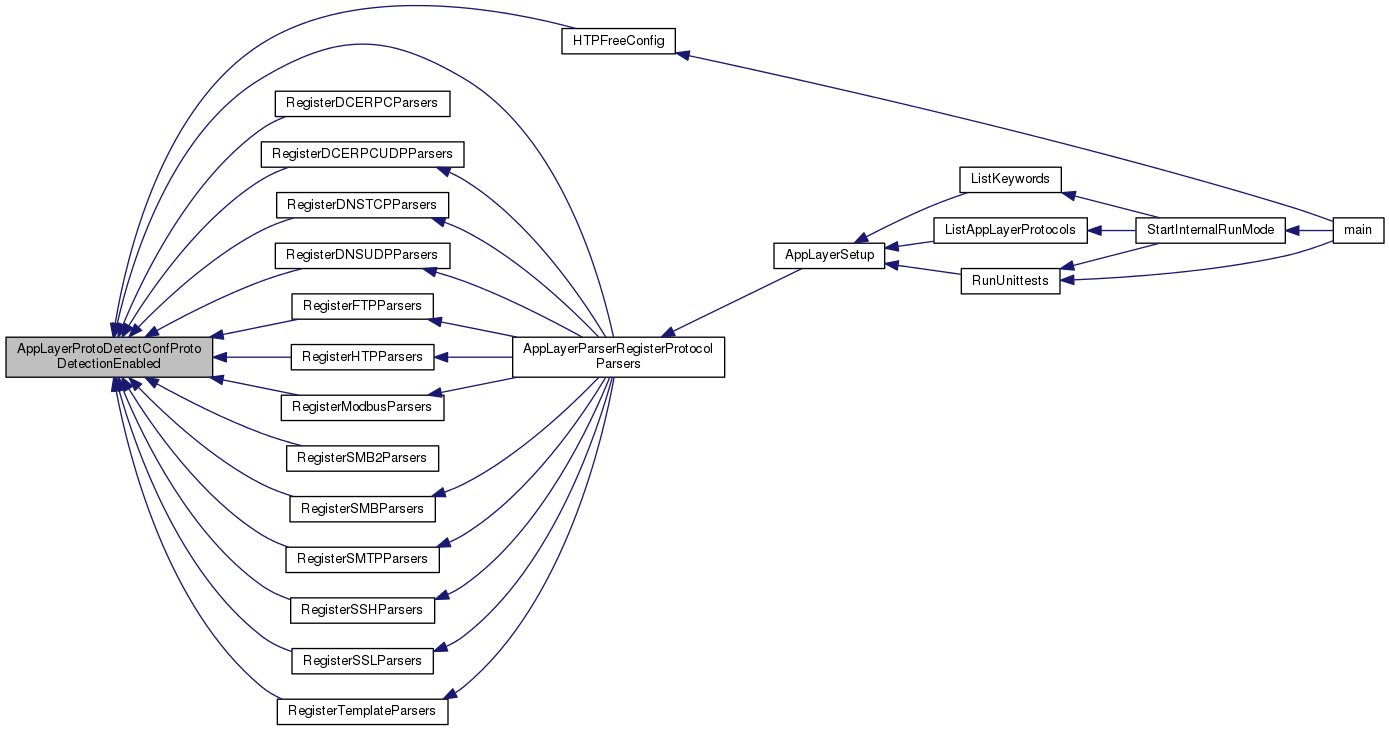 HTPFreeConfig
RegisterDCERPCParsers
RegisterDCERPCUDPParsers
ListKeywords
RegisterDNSTCPParsers
ListAppLayerProtocols
StartInternalRunMode
main
RegisterDNSUDPParsers
AppLayerSetup
RunUnittests
RegisterFTPParsers
AppLayerProtoDetectConfProto
DetectionEnabled
RegisterHTPParsers
AppLayerParserRegisterProtocol
Parsers
RegisterModbusParsers
RegisterSMB2Parsers
RegisterSMBParsers
RegisterSMTPParsers
RegisterSSHParsers
RegisterSSLParsers
RegisterTemplateParsers